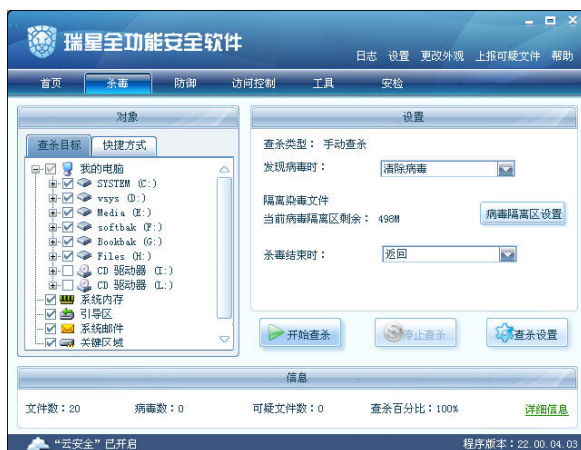 瑞星全功能安全软件
日志 设置 更改外观 上报可疑文件 帮助
首页 杀毒 防御 访问控制 工具 安检
对象
查杀目标 快捷方式
我的电脑
SYSTEM (C:)
vsys (D:)
Media (E:)
softbak (F:)
Bookbak (G:)
Files (H:)
CD 驱动器 (I:)
CD 驱动器 (L:)
系统内存
引导区
系统邮件
关键区域
设置
查杀类型: 手动查杀
发现病毒时: 清除病毒
隔离染毒文件
当前病毒隔离区剩余: 498M
病毒隔离区设置
杀毒结束时: 返回
开始查杀 停止查杀 查杀设置
信息
文件数:20 病毒数:0 可疑文件数:0 查杀百分比:100% 详细信息
“云安全”已开启 程序版本:22.00.04.03